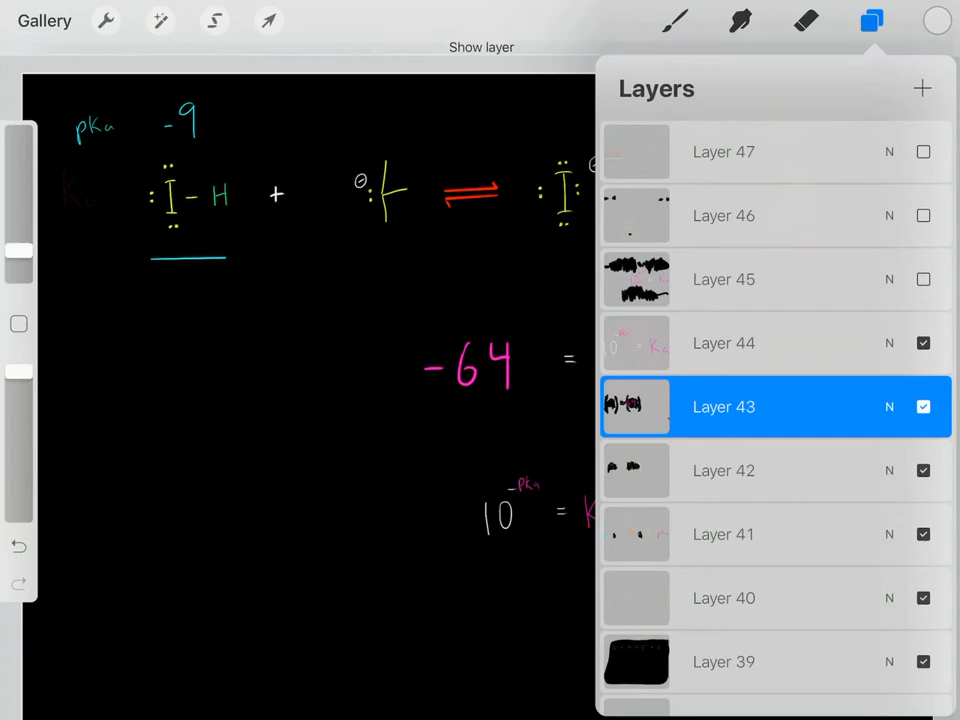 Gallery
Show layer
Layers
Layer 47 N
Layer 46 N
Layer 45 N
Layer 44 N
Layer 43 N
Layer 42 N
Layer 41 N
Layer 40 N
Layer 39 N
pKa -9
:I-H + :⊖ ⇌ :I: ⊖
-64 =
10^-pKa = K